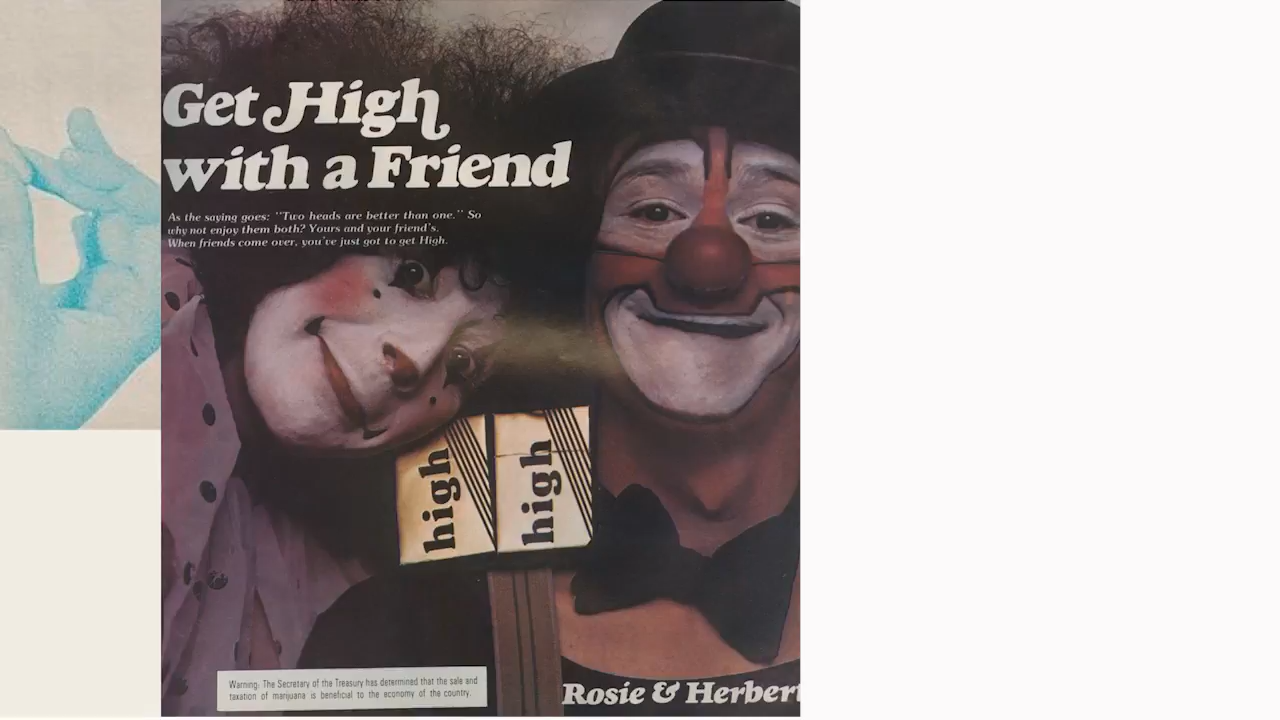 Get High
with a Friend
As the saying goes: "Two heads are better than one." So
why not enjoy them both? Yours and your friend's.
When friends come over, you've just got to get High.
high
high
Warning: The Secretary of the Treasury has determined that the sale and
taxation of marijuana is beneficial to the economy of the country.
Rosie & Herbert